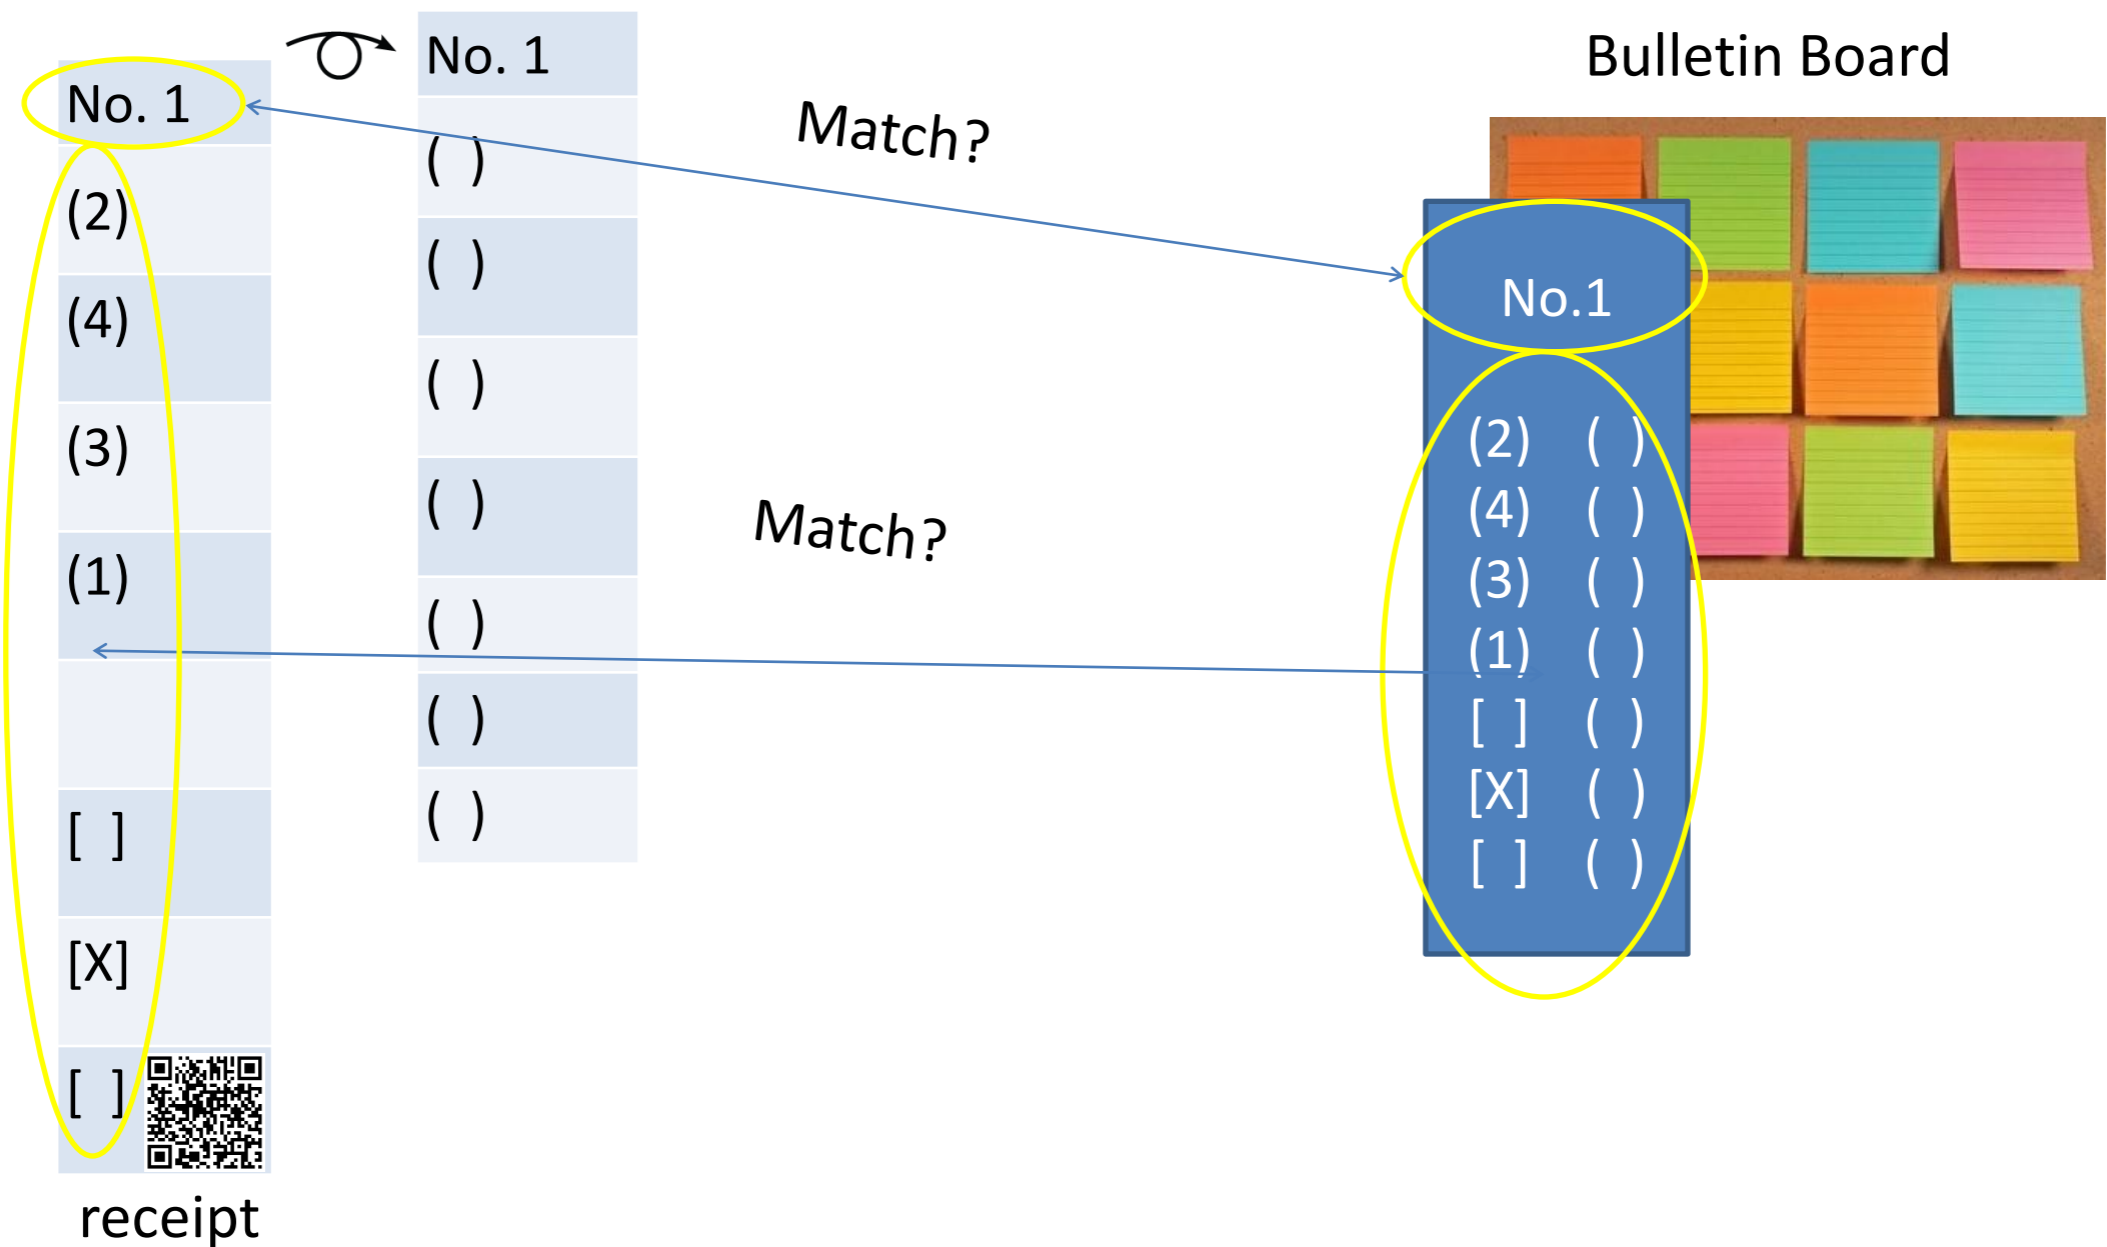 No. 1
(2)
(4)
(3)
(1)
[ ]
[X]
[ ]
receipt
No. 1
( )
( )
( )
( )
( )
( )
( )
Match?
Match?
Bulletin Board
No.1
(2) ( )
(4) ( )
(3) ( )
(1) ( )
[ ] ( )
[X] ( )
[ ] ( )